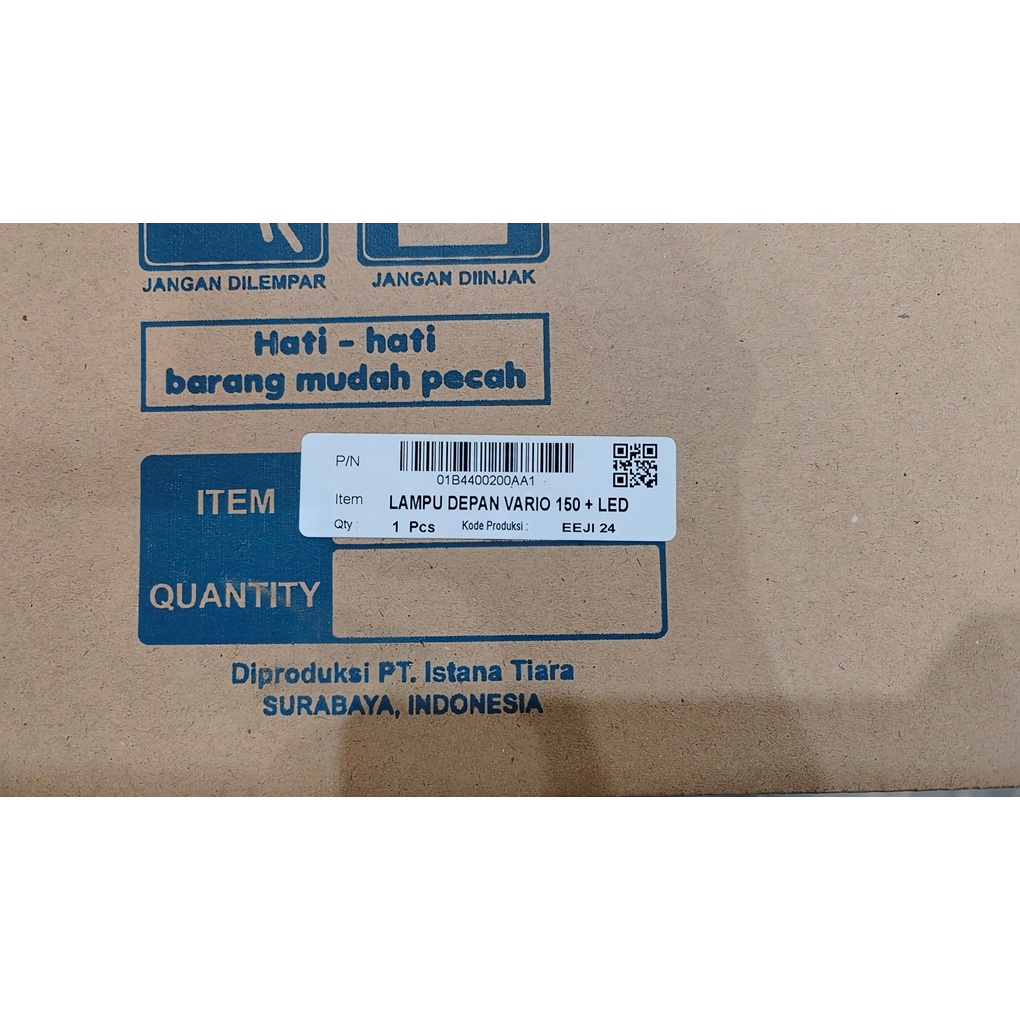 JANGAN DILEMPAR JANGAN DIINJAK
Hati - hati
barang mudah pecah
P/N
01B4400200AA1
ITEM
Item LAMPU DEPAN VARIO 150 + LED
Qty : 1 Pcs Kode Produksi : EEJI 24
QUANTITY
Diproduksi PT. Istana Tiara
SURABAYA, INDONESIA